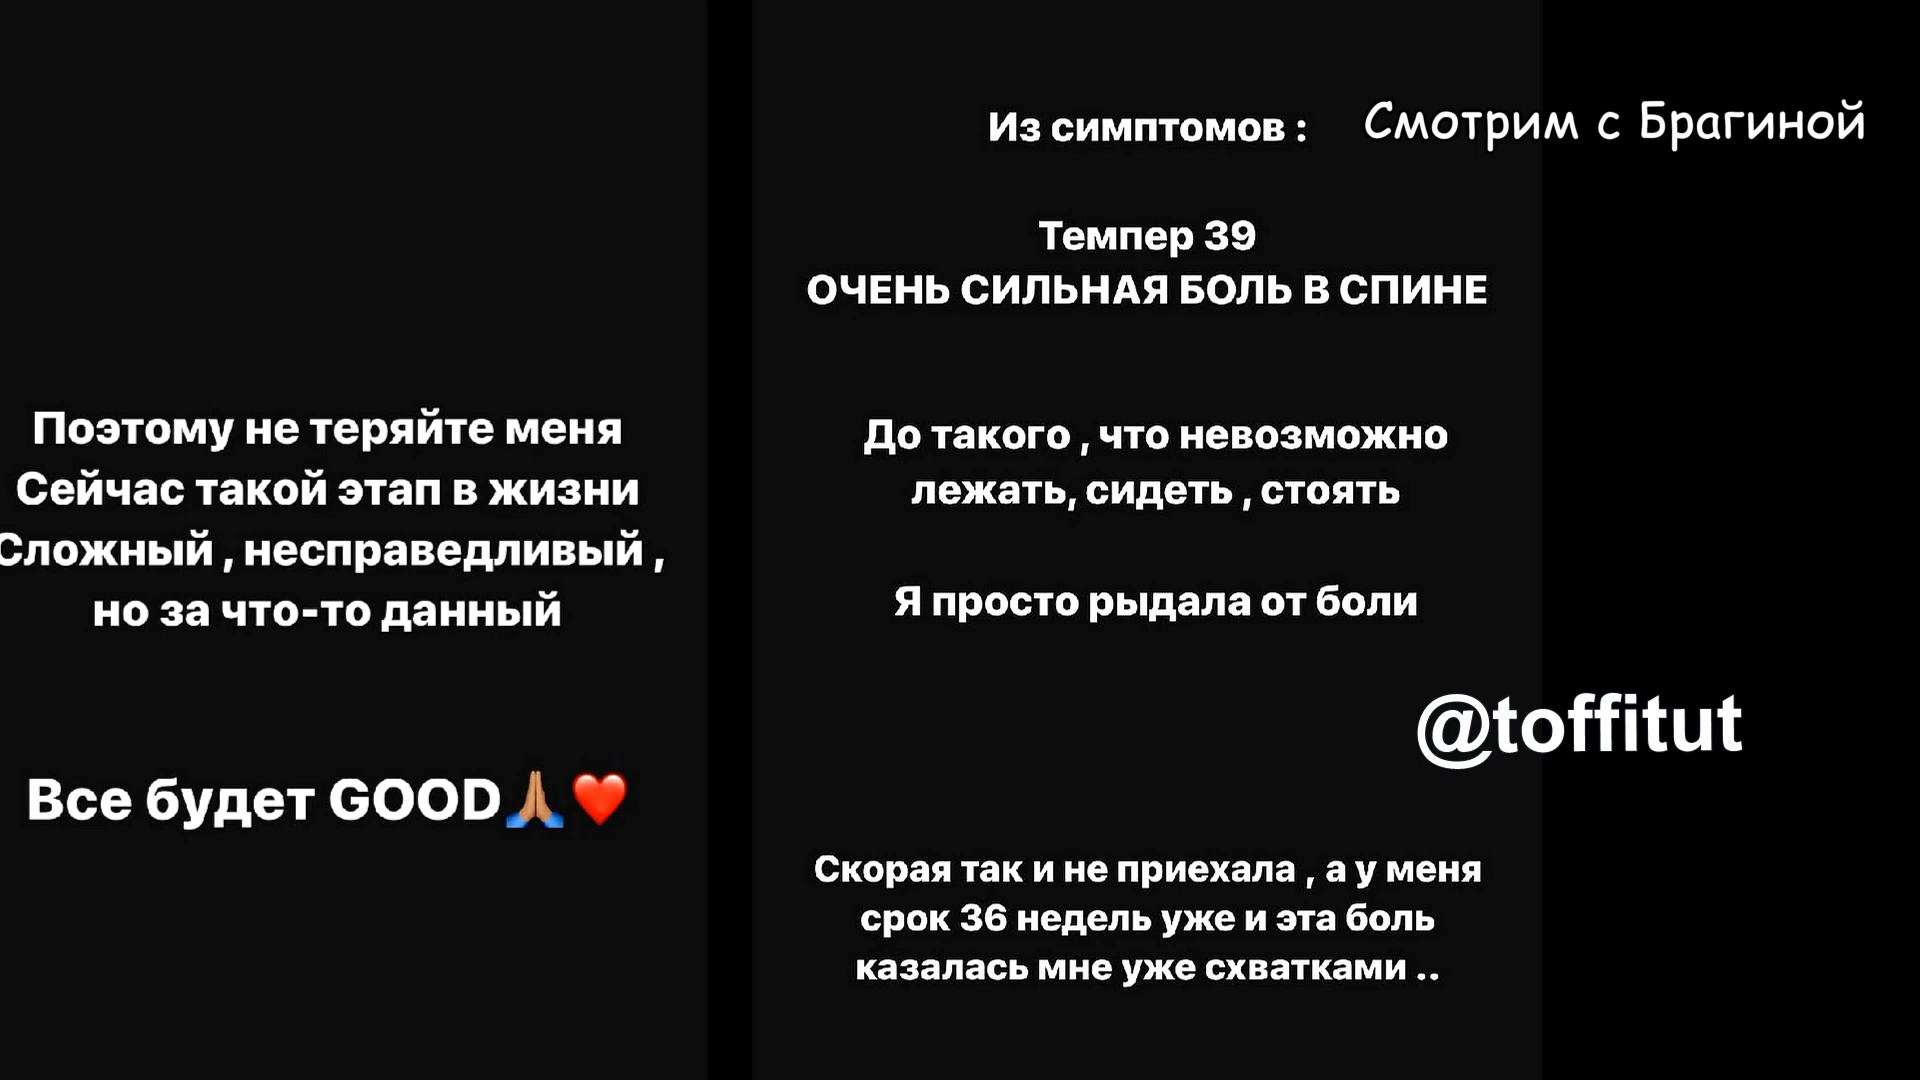 Поэтому не теряйте меня
Сейчас такой этап в жизни
Сложный , несправедливый ,
но за что-то данный
Все будет GOOD🙏🏽❤️
Из симптомов :
Темпер 39
ОЧЕНЬ СИЛЬНАЯ БОЛЬ В СПИНЕ
До такого , что невозможно
лежать, сидеть , стоять
Я просто рыдала от боли
Скорая так и не приехала , а у меня
срок 36 недель уже и эта боль
казалась мне уже схватками ..
Смотрим с Брагиной
@toffitut